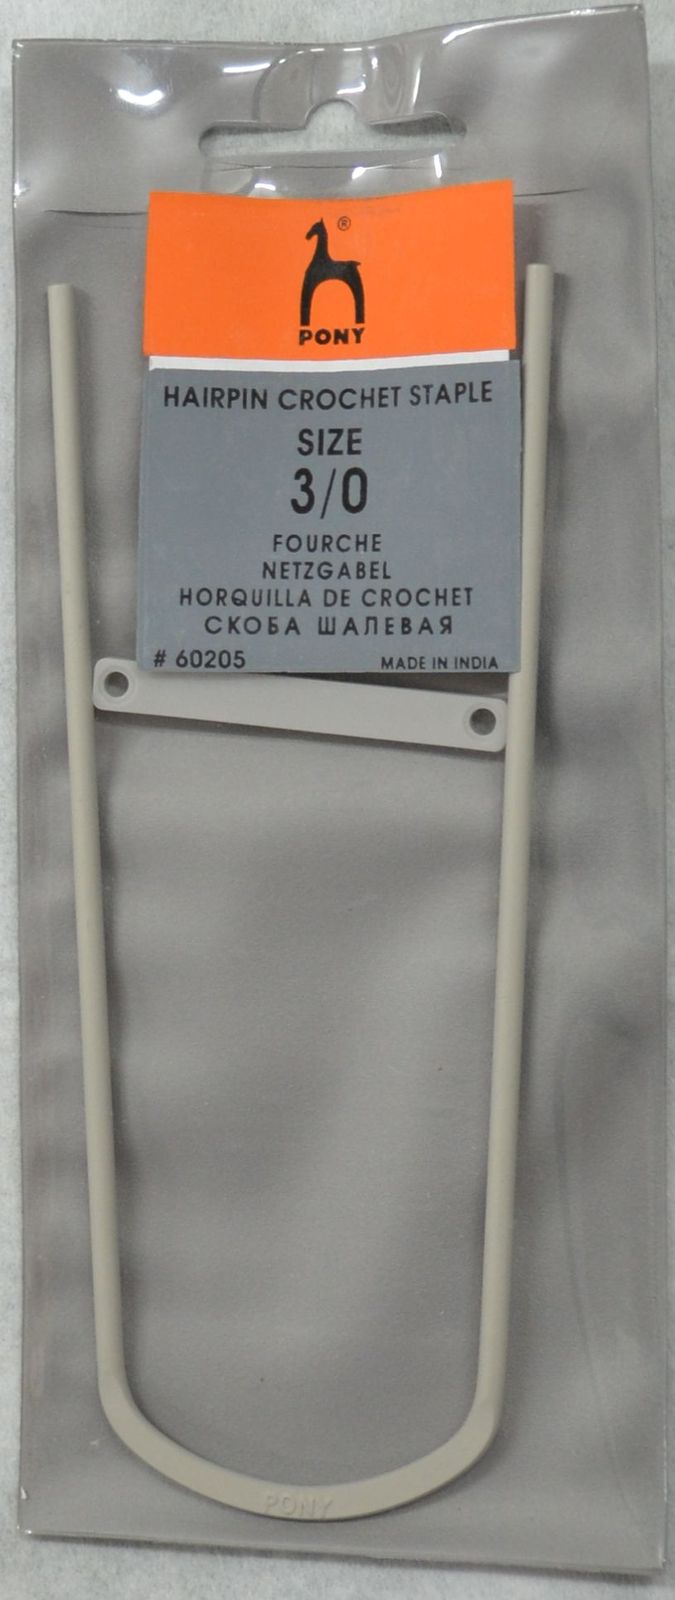 ®
PONY
HAIRPIN CROCHET STAPLE
SIZE
3/0
FOURCHE
NETZGABEL
HORQUILLA DE CROCHET
СКОБА ШАЛЕВАЯ
# 60205 MADE IN INDIA
PONY